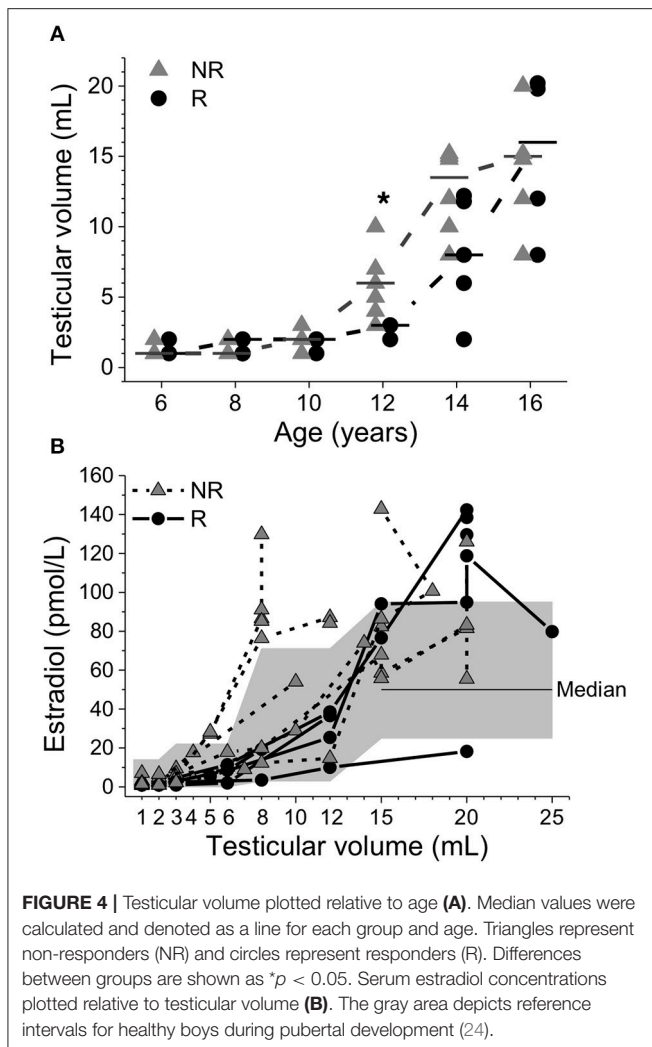 A
NR
R
Testicular volume (mL)
20
15
10
5
0
*
6 8 10 12 14 16
Age (years)
B
NR
R
Estradiol (pmol/L)
160
140
120
100
80
60
40
20
0
Median
1 2 3 4 5 6 8 10 12 15 20 25
Testicular volume (mL)
FIGURE 4 | Testicular volume plotted relative to age (A). Median values were
calculated and denoted as a line for each group and age. Triangles represent
non-responders (NR) and circles represent responders (R). Differences
between groups are shown as *p < 0.05. Serum estradiol concentrations
plotted relative to testicular volume (B). The gray area depicts reference
intervals for healthy boys during pubertal development (24).